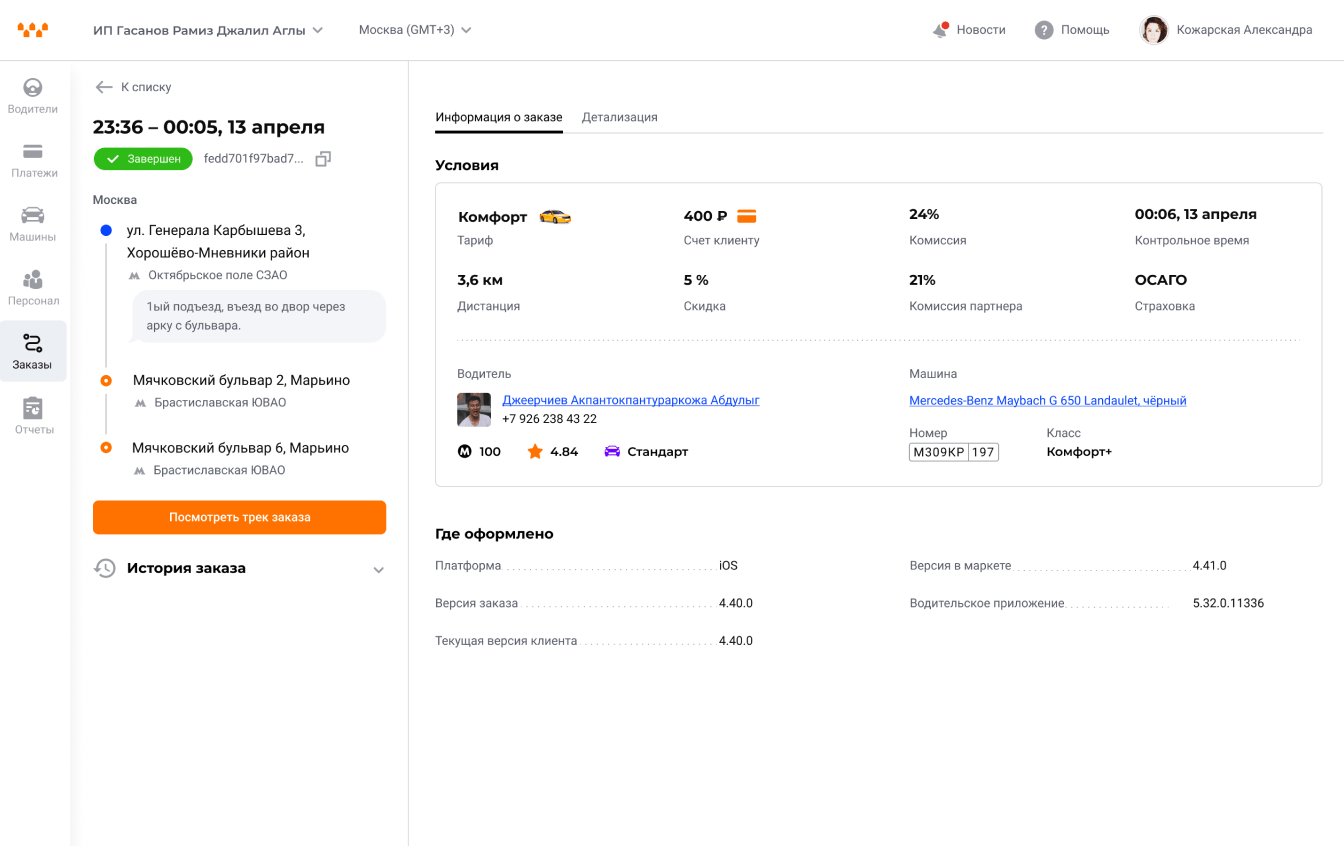 ИП Гасанов Рамиз Джалил Аглы
Москва (GMT+3)
Новости
? Помощь
Кожарская Александра
Водители
Платежи
Машины
Персонал
Заказы
Отчеты
К списку
23:36 – 00:05, 13 апреля
Завершен
fedd701f97bad7...
Москва
ул. Генерала Карбышева 3,
Хорошёво-Мневники район
Октябрьское поле СЗАО
1ый подъезд, въезд во двор через
арку с бульвара.
Мячковский бульвар 2, Марьино
Братиславская ЮВАО
Мячковский бульвар 6, Марьино
Братиславская ЮВАО
Посмотреть трек заказа
История заказа
Информация о заказе
Детализация
Условия
Комфорт
Тариф
400 ₽
Счет клиенту
24%
Комиссия
00:06, 13 апреля
Контрольное время
3,6 км
Дистанция
5 %
Скидка
21%
Комиссия партнера
ОСАГО
Страховка
Водитель
Джеерчиев Акпантокпантураркожа Абдулыг
+7 926 238 43 22
M 100
4.84
Стандарт
Машина
Mercedes-Benz Maybach G 650 Landaulet, чёрный
Номер
М309КР 197
Класс
Комфорт+
Где оформлено
Платформа iOS
Версия заказа 4.40.0
Текущая версия клиента 4.40.0
Версия в маркете 4.41.0
Водительское приложение 5.32.0.11336